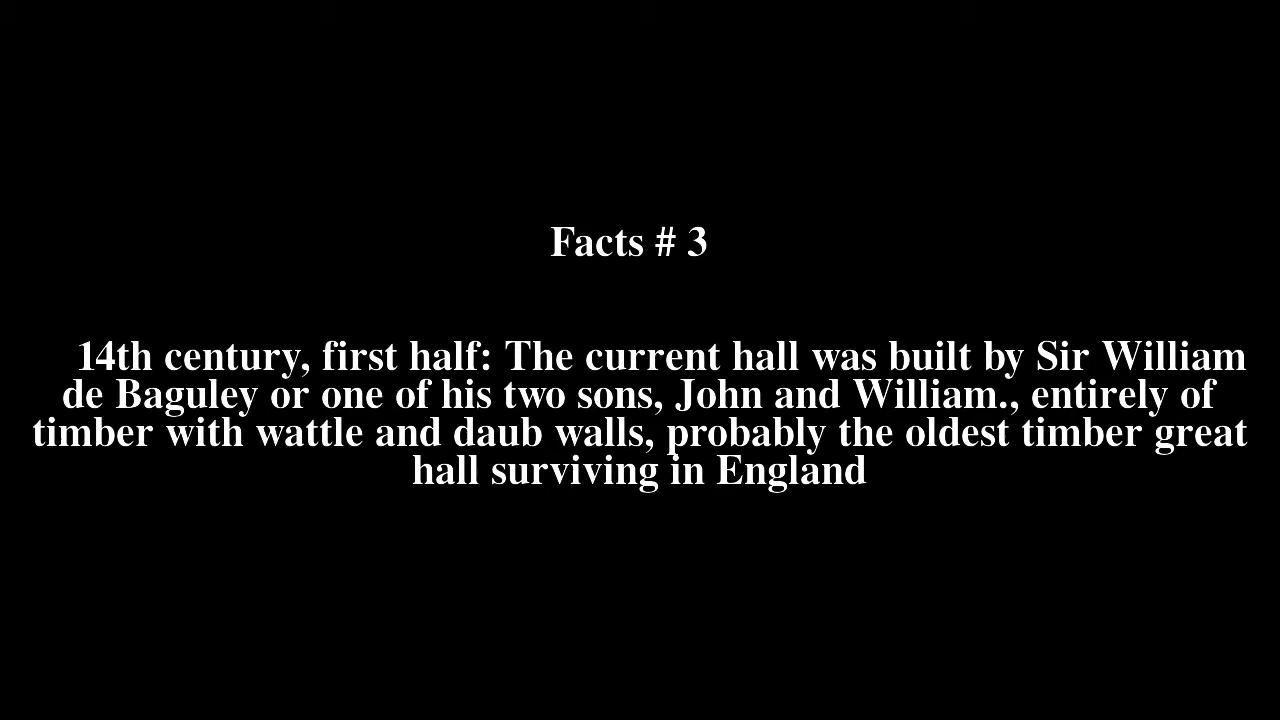 Facts # 3
14th century, first half: The current hall was built by Sir William
de Baguley or one of his two sons, John and William., entirely of
timber with wattle and daub walls, probably the oldest timber great
hall surviving in England